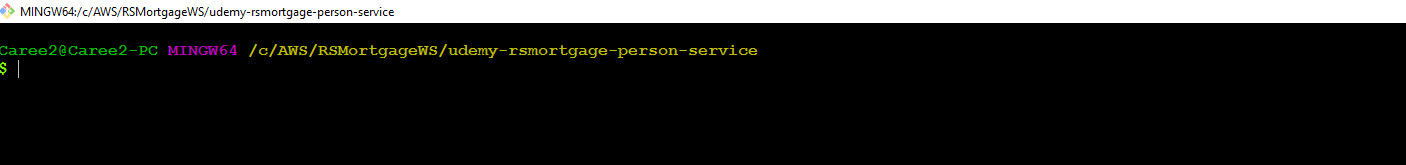 MINGW64:/c/AWS/RSMortgageWS/udemy-rsmortgage-person-service
Caree2@Caree2-PC MINGW64 /c/AWS/RSMortgageWS/udemy-rsmortgage-person-service
$